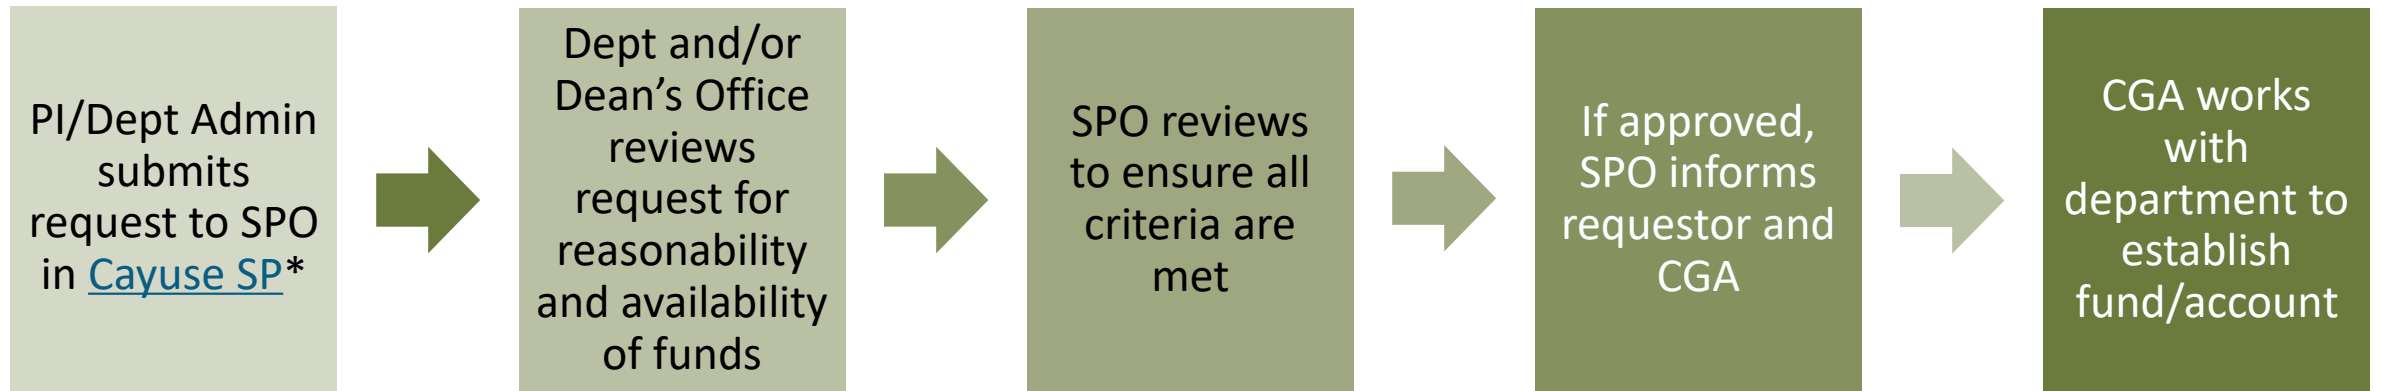 PI/Dept Admin
submits
request to SPO
in Cayuse SP*
Dept and/or
Dean’s Office
reviews
request for
reasonability
and availability
of funds
SPO reviews
to ensure all
criteria are
met
If approved,
SPO informs
requestor and
CGA
CGA works
with
department to
establish
fund/account